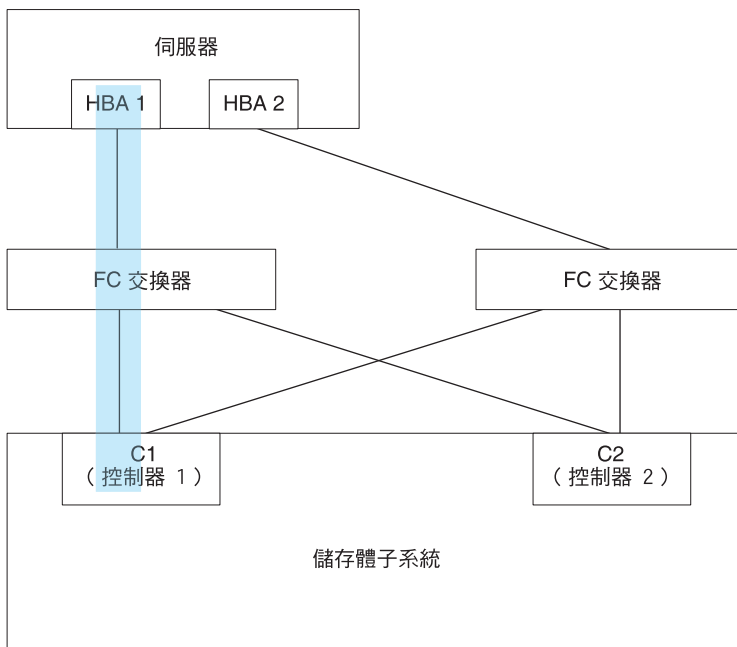 伺服器
HBA 1
HBA 2
FC 交換器
FC 交換器
C1
( 控制器 1 )
C2
( 控制器 2 )
儲存體子系統